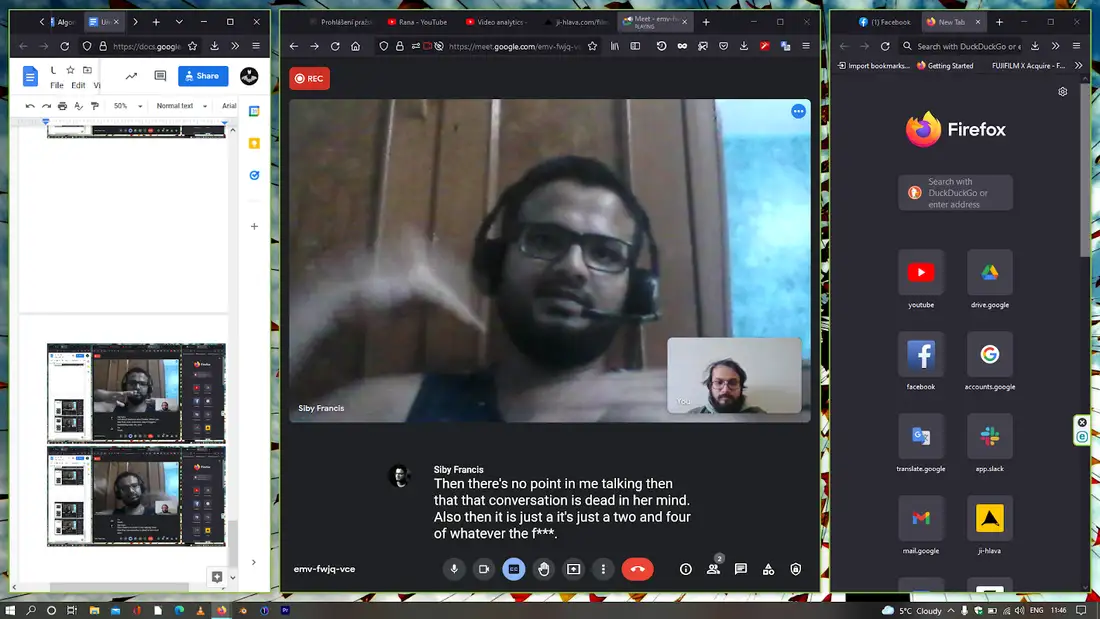 Algo
Li
https://docs.google
File Edit Vi
Share
50%
Normal text
Arial
Prohlášení praž
Rana - YouTube
Video analytics -
ji-hlava.com/film
Meet - emv-f
PLAYING
https://meet.google.com/emv-fwjq-vc
REC
Siby Francis
You
Siby Francis
Then there's no point in me talking then
that that conversation is dead in her mind.
Also then it is just a it's just a two and four
of whatever the f***.
emv-fwjq-vce
2
(1) Facebook
New Tab
Search with DuckDuckGo or e
Import bookmarks...
Getting Started
FUJIFILM X Acquire - F...
Firefox
Search with
DuckDuckGo or
enter address
youtube
drive.google
facebook
accounts.google
translate.google
app.slack
mail.google
ji-hlava
5°C Cloudy
ENG
11:46